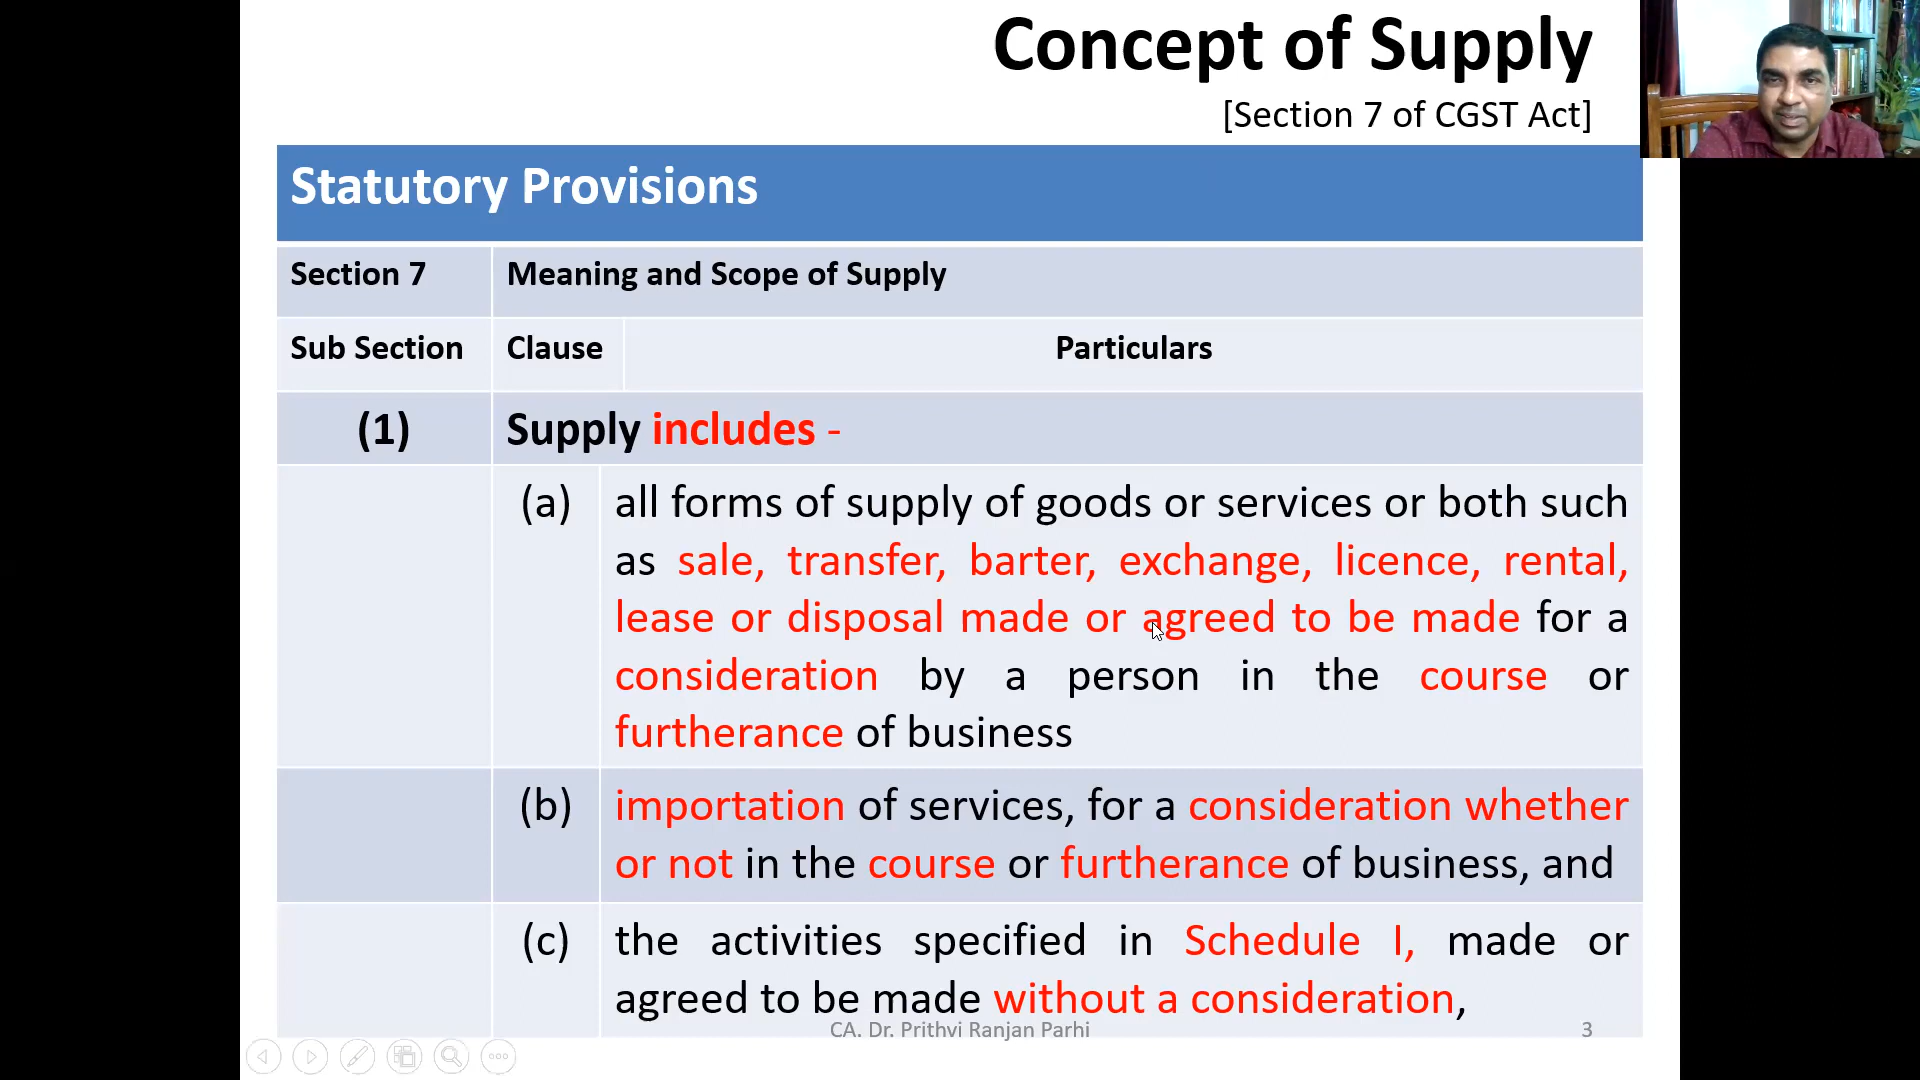 Concept of Supply
[Section 7 of CGST Act]
Statutory Provisions
Section 7 Meaning and Scope of Supply
Sub Section Clause Particulars
(1) Supply includes -
(a) all forms of supply of goods or services or both such
as sale, transfer, barter, exchange, licence, rental,
lease or disposal made or agreed to be made for a
consideration by a person in the course or
furtherance of business
(b) importation of services, for a consideration whether
or not in the course or furtherance of business, and
(c) the activities specified in Schedule I, made or
agreed to be made without a consideration,
CA. Dr. Prithvi Ranjan Parhi 3